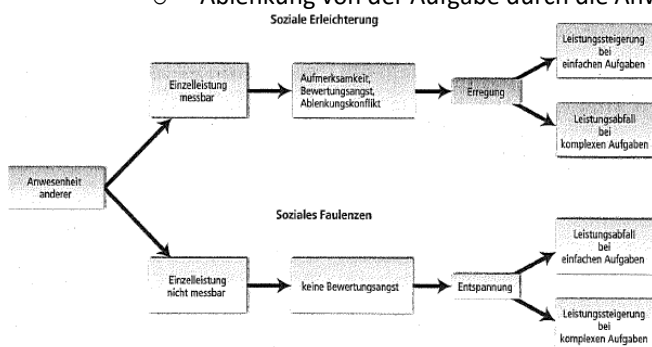 ○ Ablenkung von der Aufgabe durch die
Soziale Erleichterung
Einzelleistung
messbar
Aufmerksamkeit,
Bewertungsangst,
Ablenkungskonflikt
Erregung
Leistungssteigerung
bei
einfachen Aufgaben
Leistungsabfall
bei
komplexen Aufgaben
Anwesenheit
anderer
Soziales Faulenzen
Einzelleistung
nicht messbar
keine Bewertungsangst
Entspannung
Leistungsabfall
bei
einfachen Aufgaben
Leistungssteigerung
bei
komplexen Aufgaben